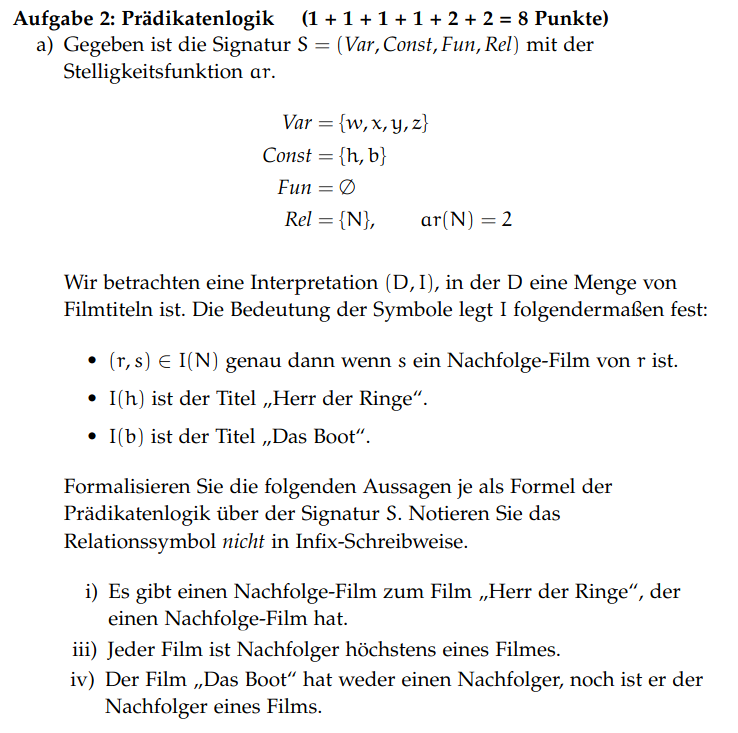 Aufgabe 2: Prädikatenlogik (1 + 1 + 1 + 1 + 2 + 2 = 8 Punkte)
a) Gegeben ist die Signatur S = (Var, Const, Fun, Rel) mit der
Stelligkeitsfunktion ar.
Var = {w, x, y, z}
Const = {h, b}
Fun = ∅
Rel = {N}, ar(N) = 2
Wir betrachten eine Interpretation (D, I), in der D eine Menge von
Filmtiteln ist. Die Bedeutung der Symbole legt I folgendermaßen fest:
• (r, s) ∈ I(N) genau dann wenn s ein Nachfolge-Film von r ist.
• I(h) ist der Titel „Herr der Ringe“.
• I(b) ist der Titel „Das Boot“.
Formalisieren Sie die folgenden Aussagen je als Formel der
Prädikatenlogik über der Signatur S. Notieren Sie das
Relationssymbol nicht in Infix-Schreibweise.
i) Es gibt einen Nachfolge-Film zum Film „Herr der Ringe“, der
einen Nachfolge-Film hat.
iii) Jeder Film ist Nachfolger höchstens eines Filmes.
iv) Der Film „Das Boot“ hat weder einen Nachfolger, noch ist er der
Nachfolger eines Films.